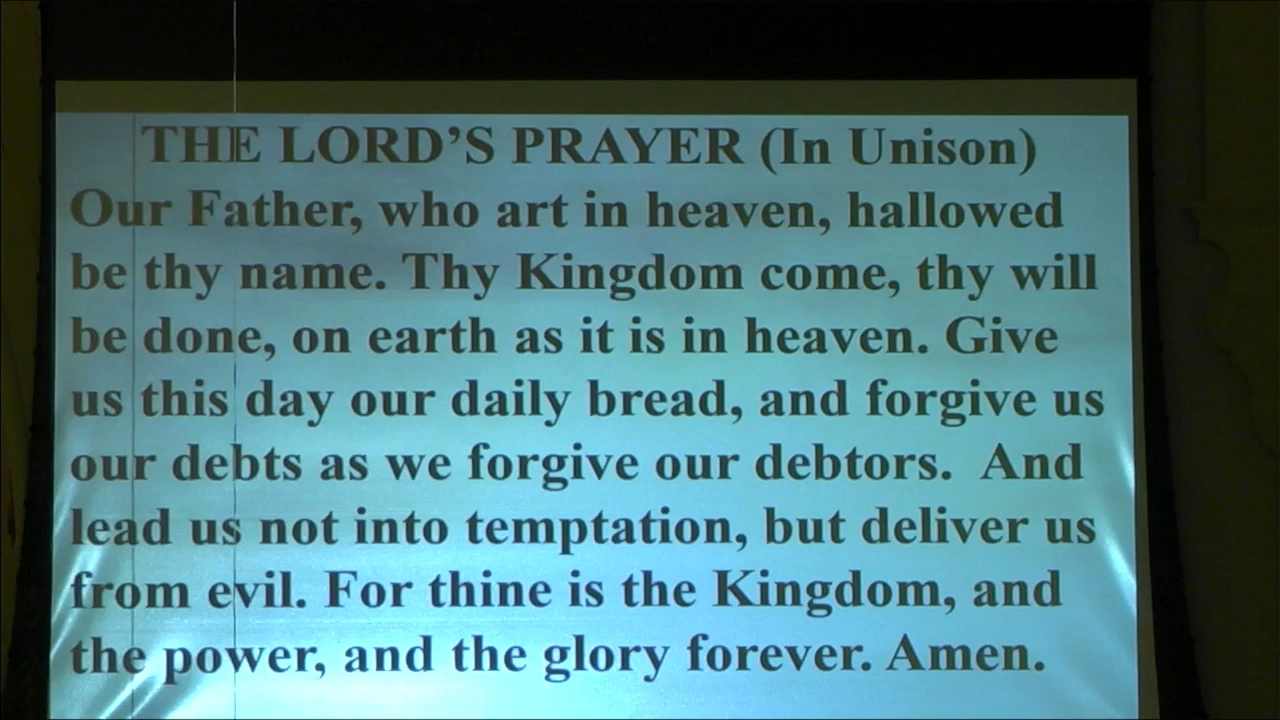 THE LORD’S PRAYER (In Unison)
Our Father, who art in heaven, hallowed
be thy name. Thy Kingdom come, thy will
be done, on earth as it is in heaven. Give
us this day our daily bread, and forgive us
our debts as we forgive our debtors.  And
lead us not into temptation, but deliver us
from evil. For thine is the Kingdom, and
the power, and the glory forever. Amen.